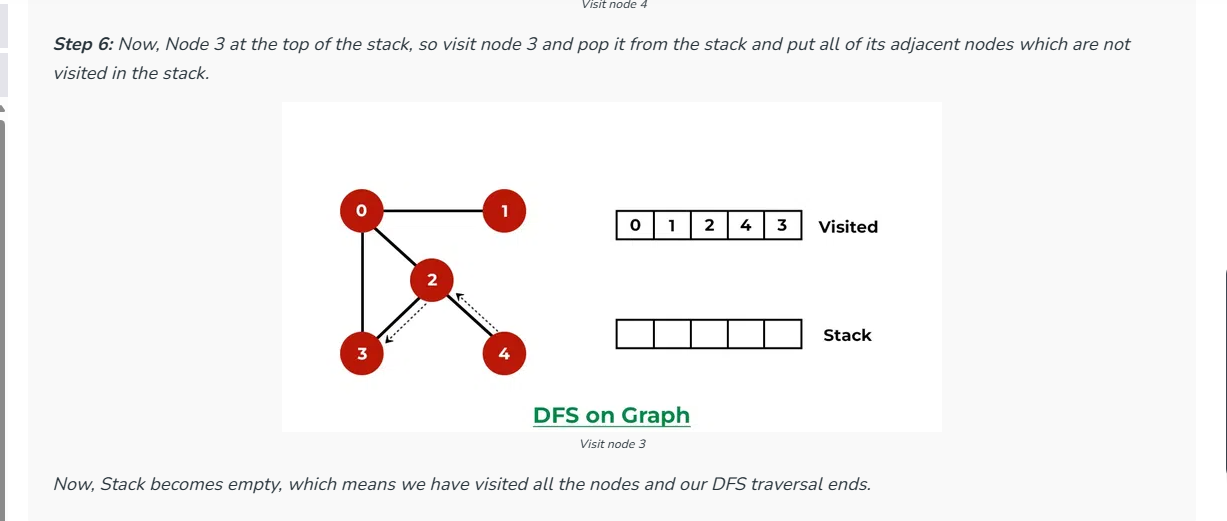 Visit node 4
Step 6: Now, Node 3 at the top of the stack, so visit node 3 and pop it from the stack and put all of its adjacent nodes which are not
visited in the stack.
0
1
0 1 2 4 3 Visited
2
Stack
3
4
DFS on Graph
Visit node 3
Now, Stack becomes empty, which means we have visited all the nodes and our DFS traversal ends.